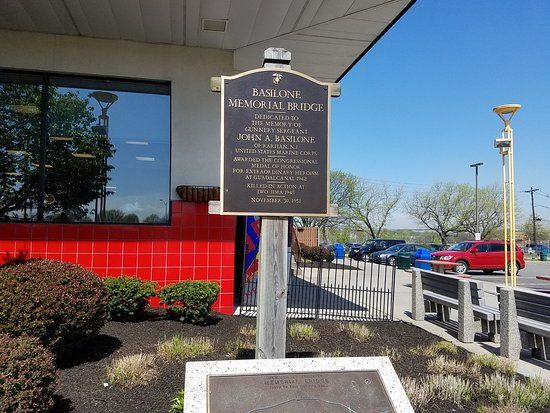 BASILONE
MEMORIAL BRIDGE
DEDICATED TO
THE MEMORY OF
GUNNERY SERGEANT
JOHN A. BASILONE
OF RARITAN, N.J.
UNITED STATES MARINE CORPS
AWARDED THE CONGRESSIONAL
MEDAL OF HONOR
FOR EXTRAORDINARY HEROISM
AT GUADALCANAL 1942
KILLED IN ACTION AT
IWO JIMA 1945
NOVEMBER 30, 1951
MEMORIAL BRIDGE